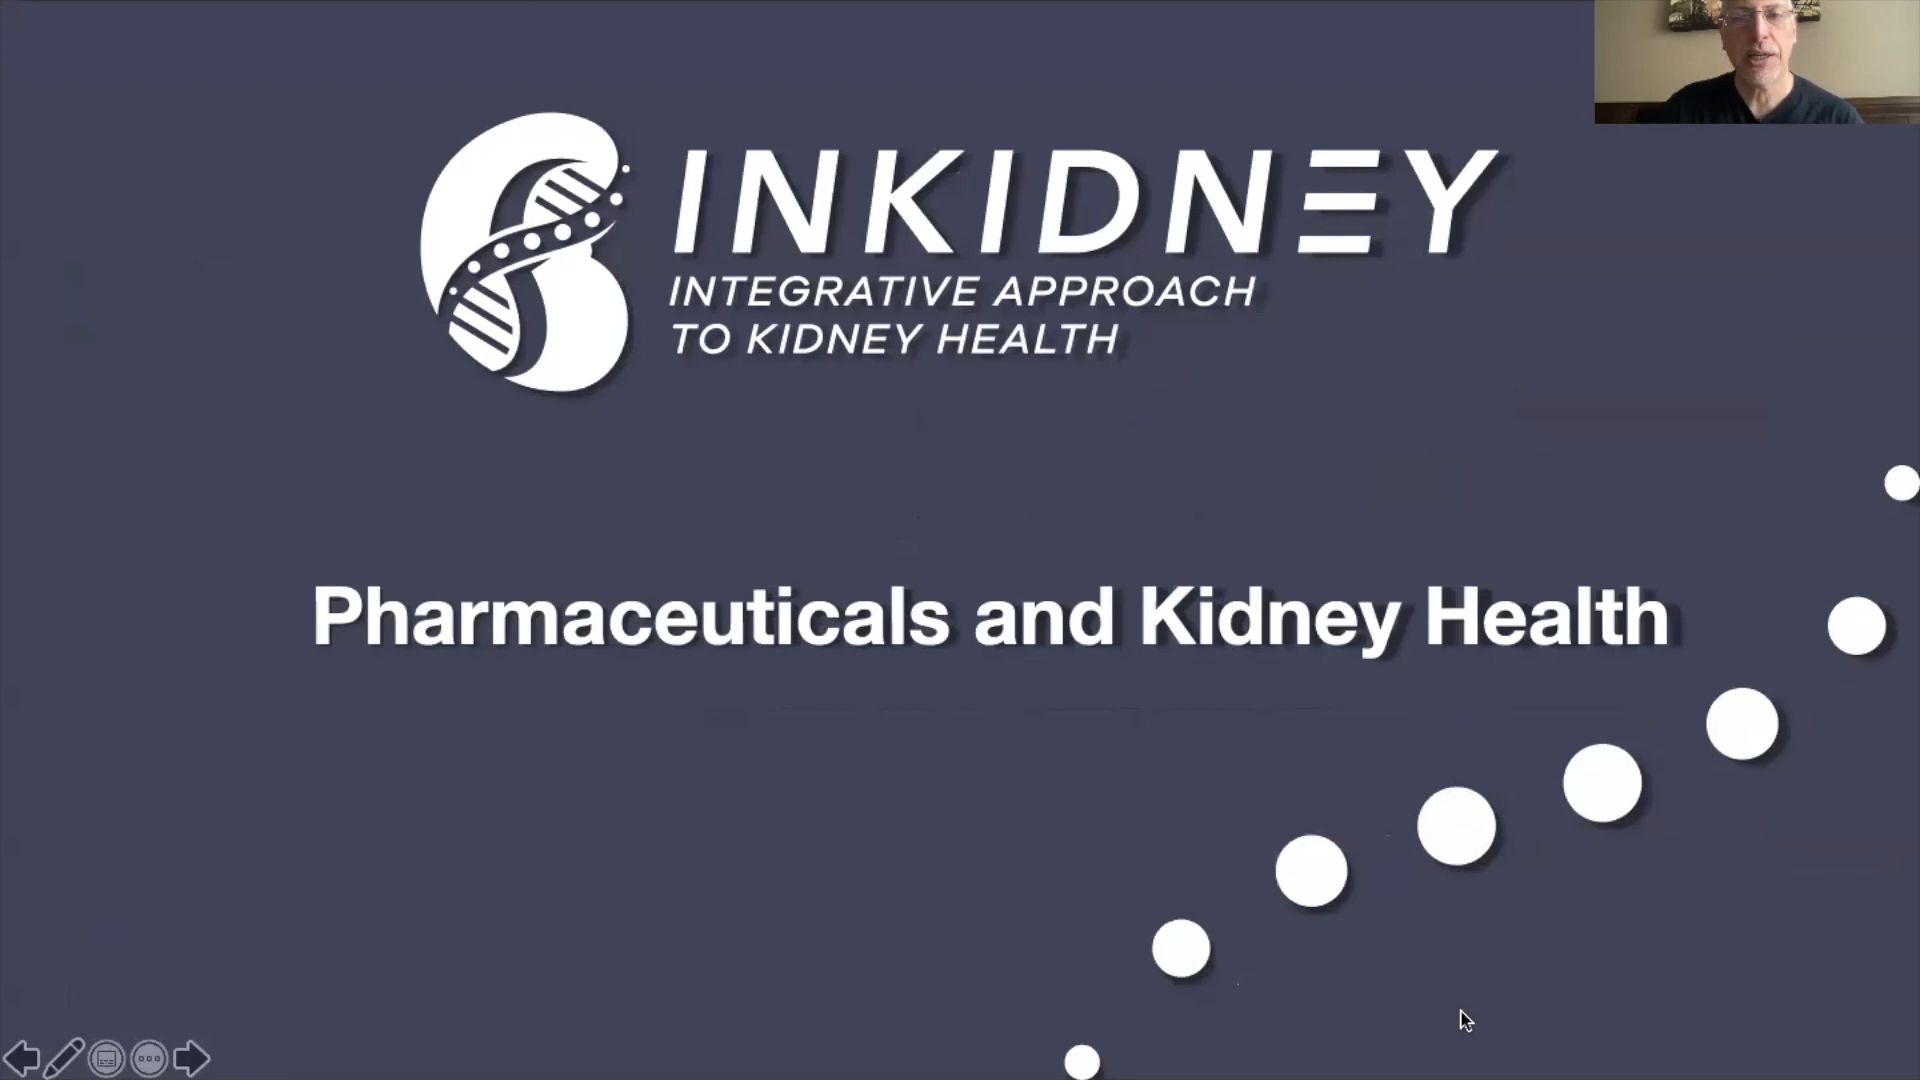 INKIDNEY
INTEGRATIVE APPROACH
TO KIDNEY HEALTH
Pharmaceuticals and Kidney Health